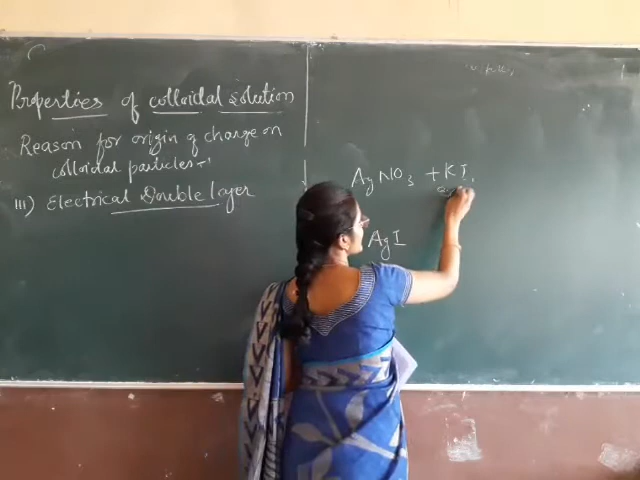 Properties of colloidal solution
Reason for origin of charge on
colloidal particles:-
III) Electrical Double layer
AgNO3 + KI
AgI